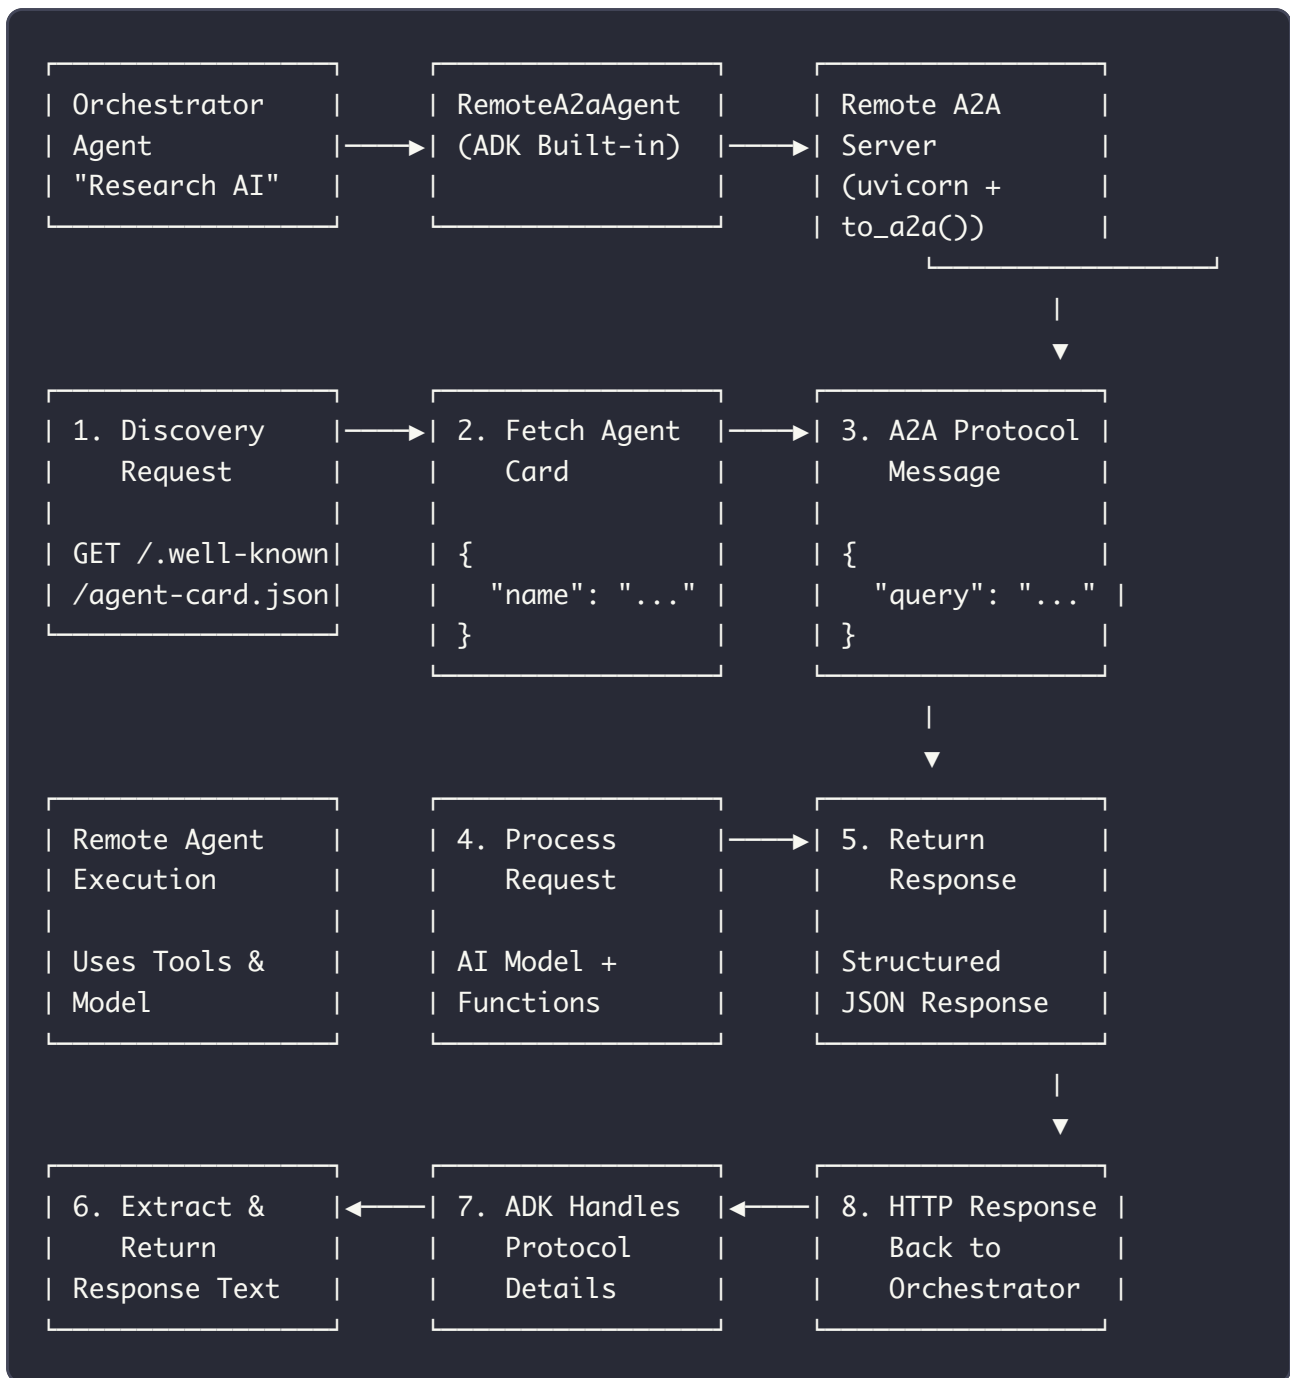 Orchestrator
Agent
"Research AI"
RemoteA2aAgent
(ADK Built-in)
Remote A2A
Server
(uvicorn +
to_a2a())
1. Discovery
Request
GET /.well-known
/agent-card.json
2. Fetch Agent
Card
{
"name": "..."
}
3. A2A Protocol
Message
{
"query": "..."
}
Remote Agent
Execution
Uses Tools &
Model
4. Process
Request
AI Model +
Functions
5. Return
Response
Structured
JSON Response
6. Extract &
Return
Response Text
7. ADK Handles
Protocol
Details
8. HTTP Response
Back to
Orchestrator